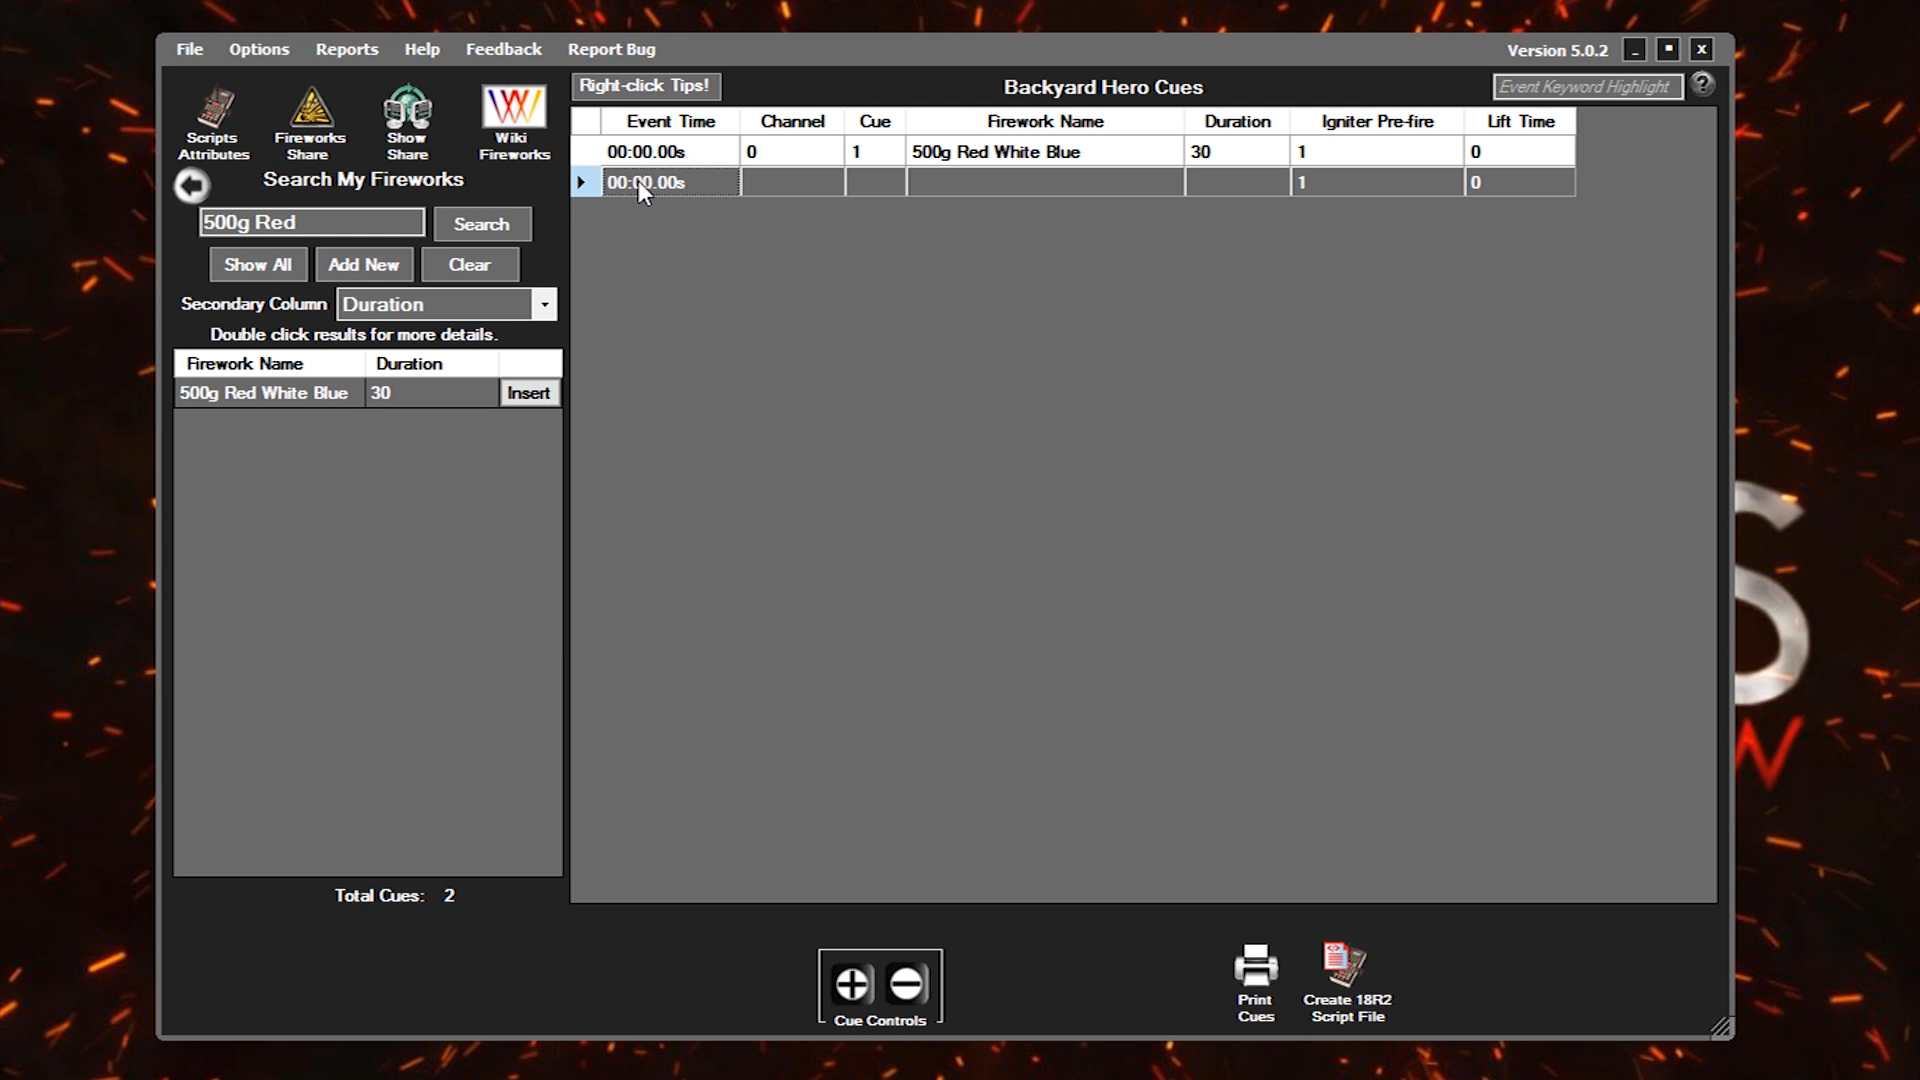 File Options Reports Help Feedback Report Bug Version 5.0.2
Scripts Attributes
Fireworks Share
Show Share
Wiki Fireworks
Right-click Tips!
Backyard Hero Cues
Event Keyword Highlight
Search My Fireworks
500g Red Search
Show All Add New Clear
Secondary Column Duration
Double click results for more details.
Firework Name Duration
500g Red White Blue 30 Insert
Total Cues: 2
Event Time Channel Cue Firework Name Duration Igniter Pre-fire Lift Time
00:00.00s 0 1 500g Red White Blue 30 1 0
00:00.00s 1 0
Cue Controls
Print Cues
Create 18R2 Script File
S
W